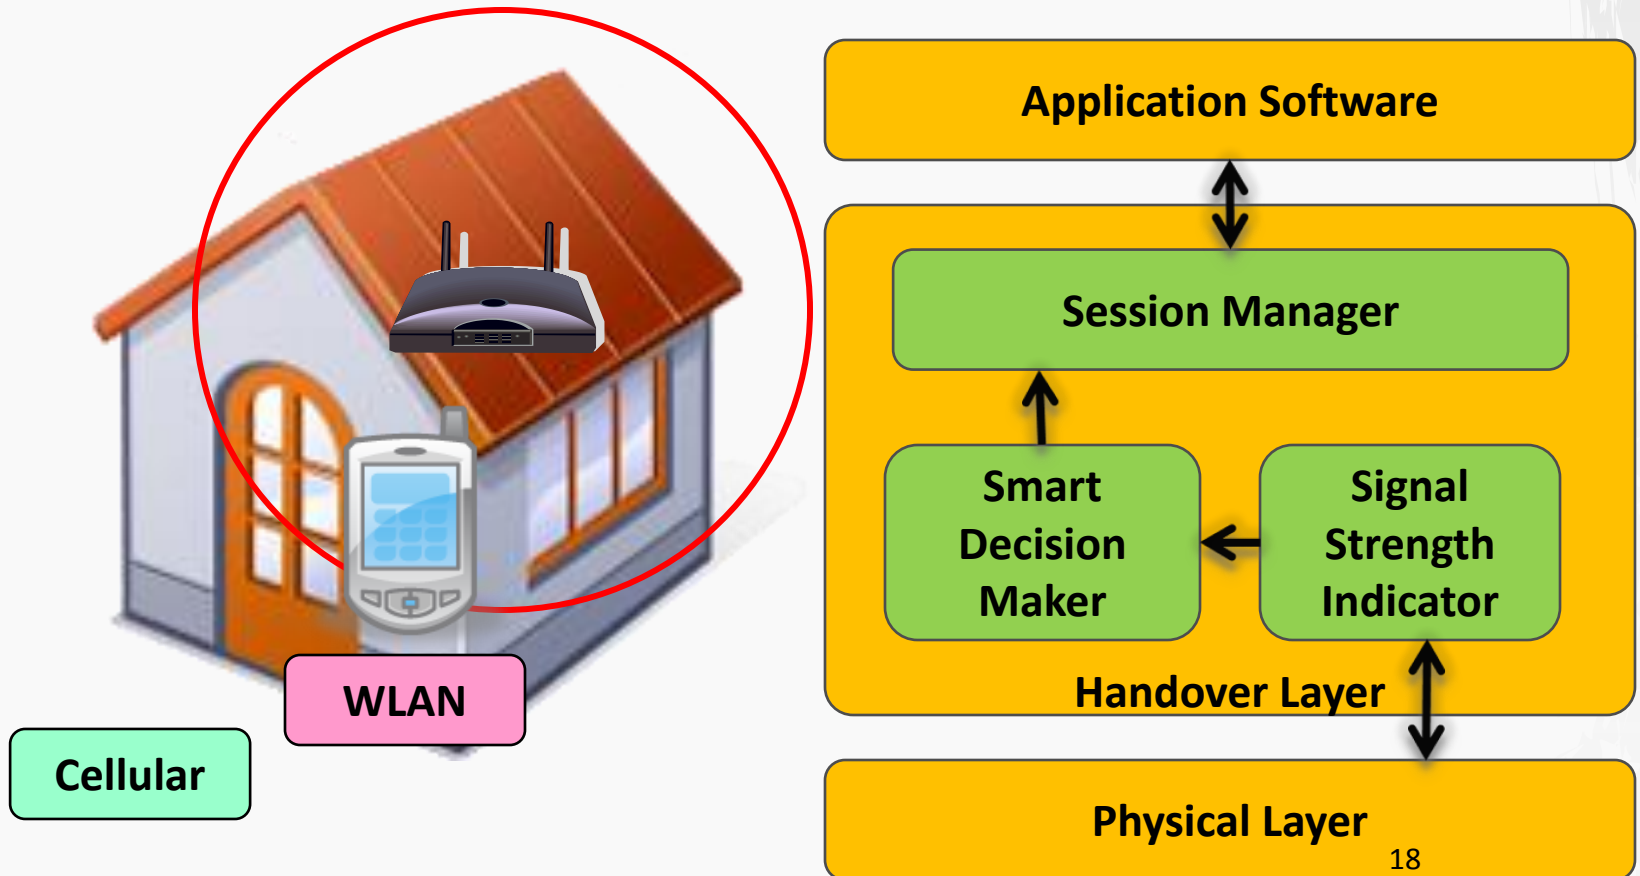 WLAN
Cellular
Application Software
Session Manager
Smart
Decision
Maker
Signal
Strength
Indicator
Handover Layer
Physical Layer
18